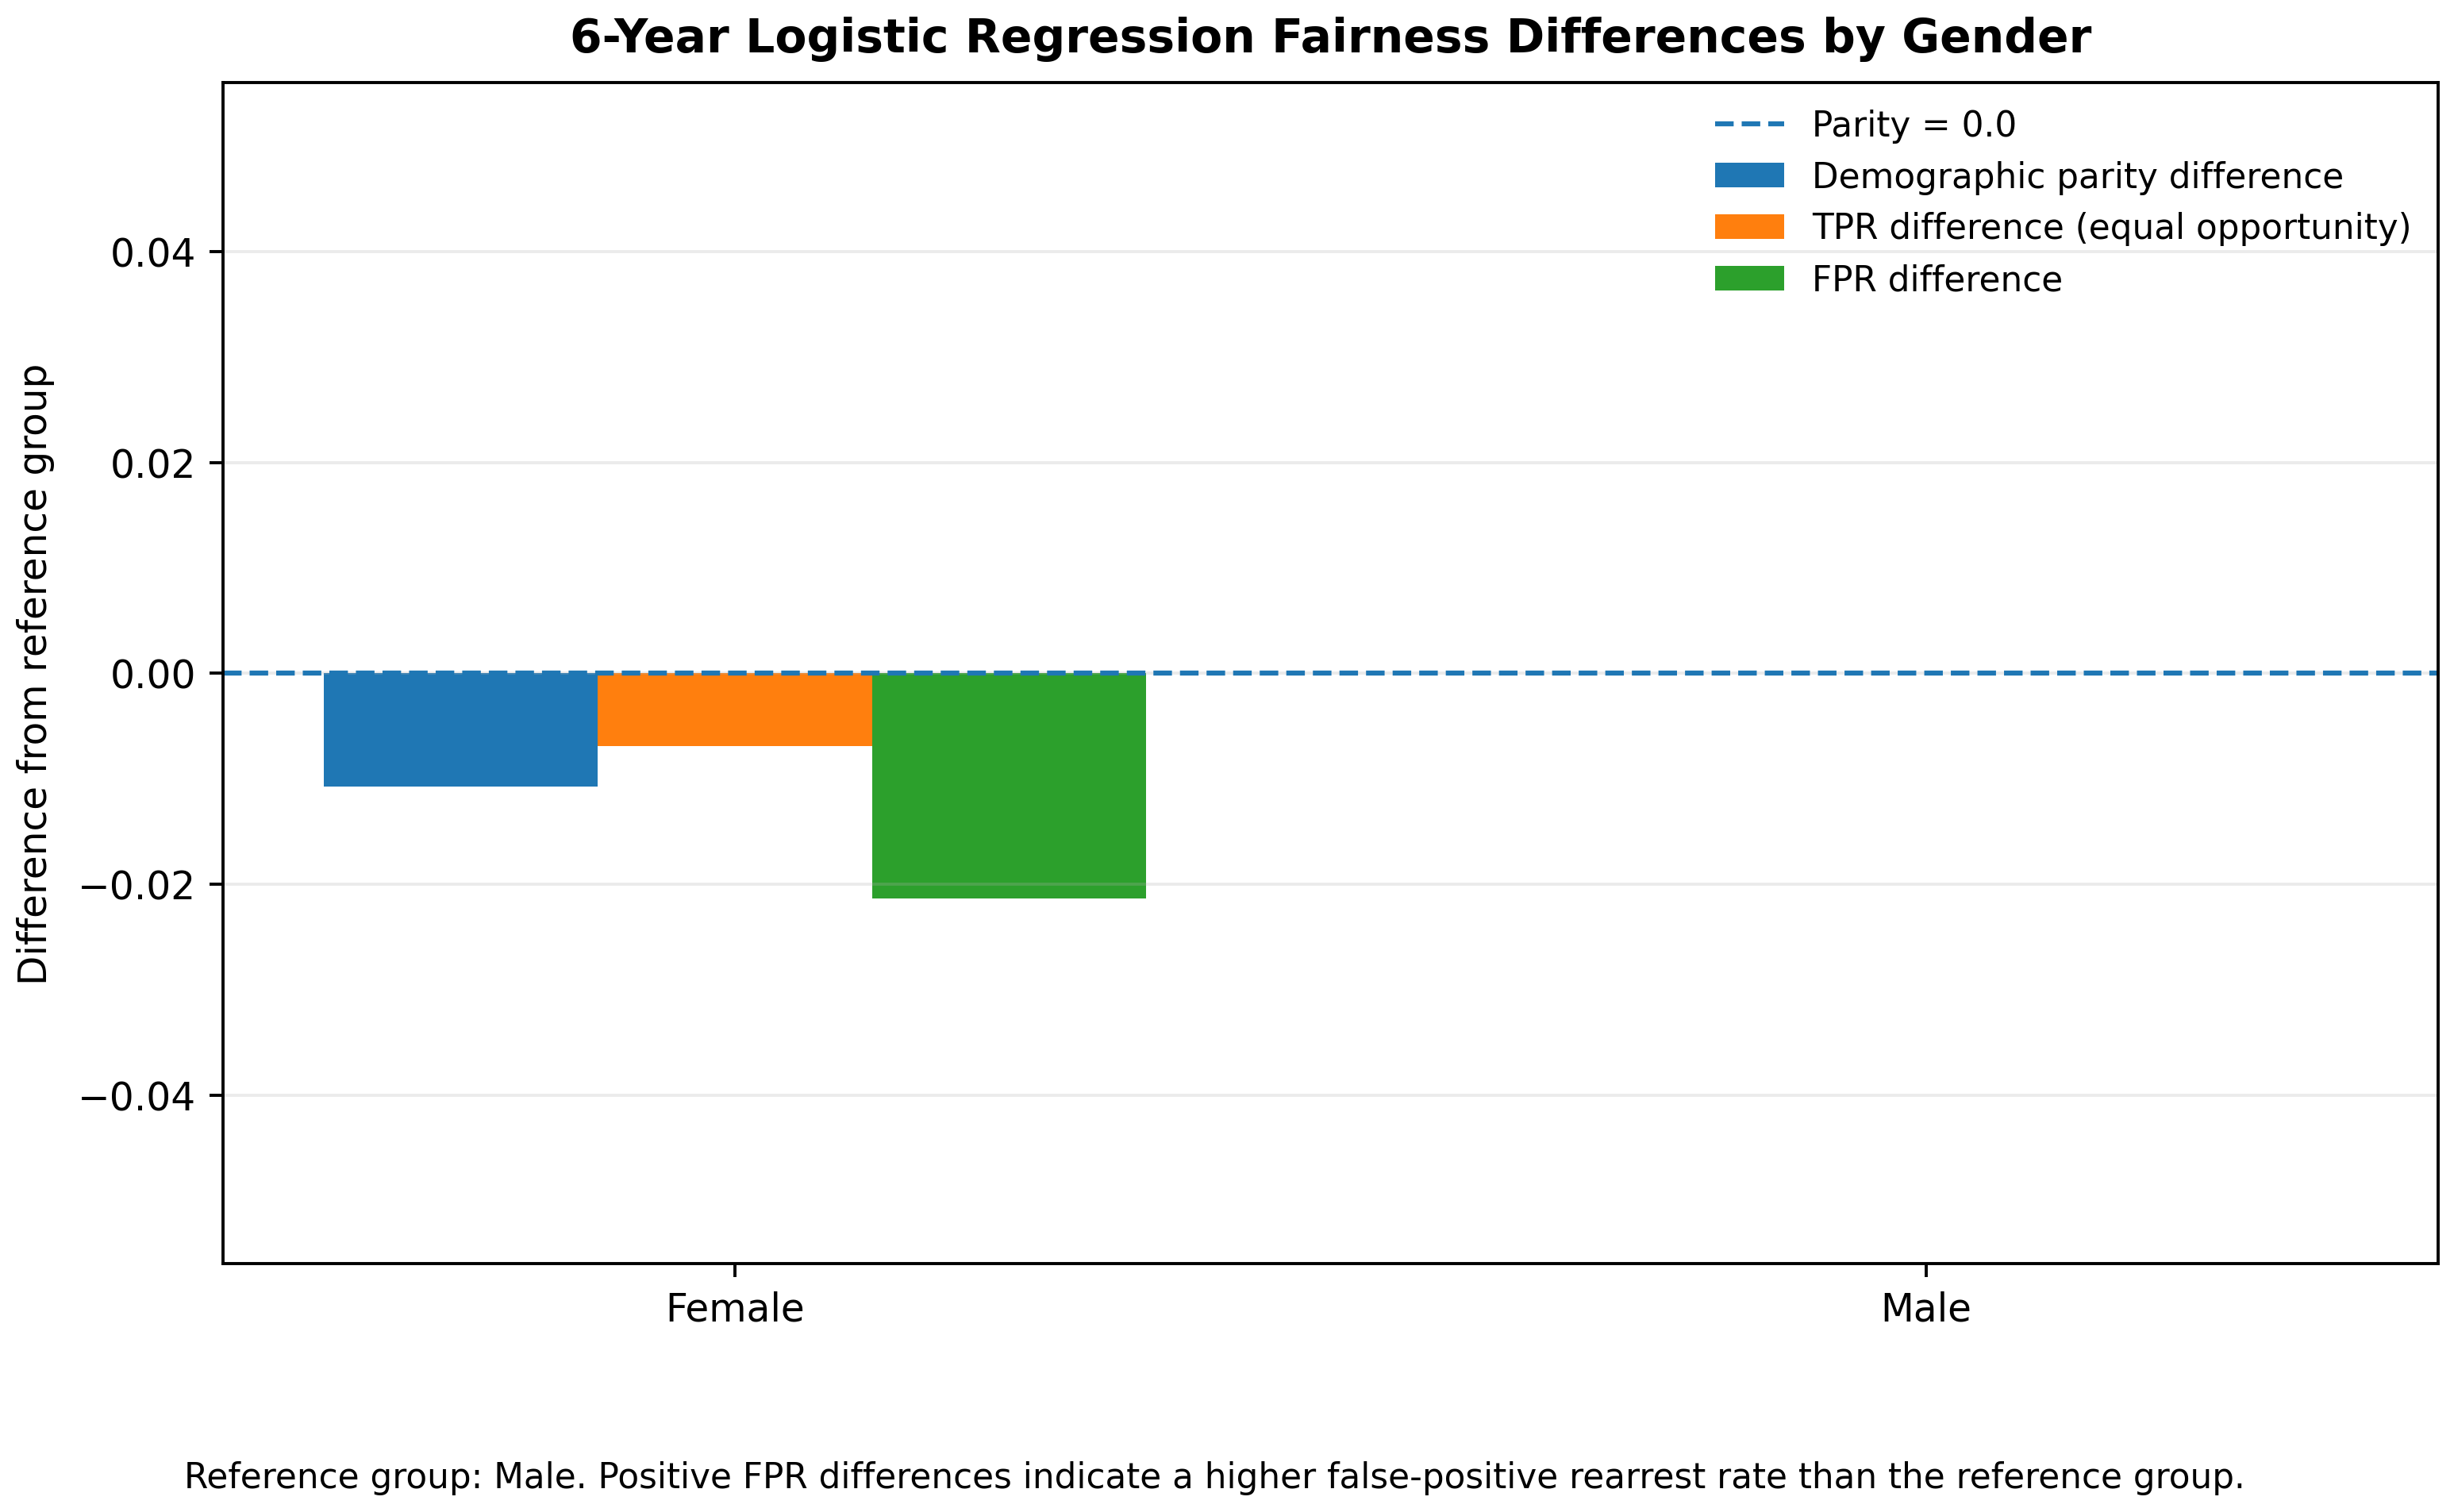 6-Year Logistic Regression Fairness Differences by Gender
Parity = 0.0
Demographic parity difference
TPR difference (equal opportunity)
FPR difference
Difference from reference group
0.04
0.02
0.00
−0.02
−0.04
Female
Male
Reference group: Male. Positive FPR differences indicate a higher false-positive rearrest rate than the reference group.